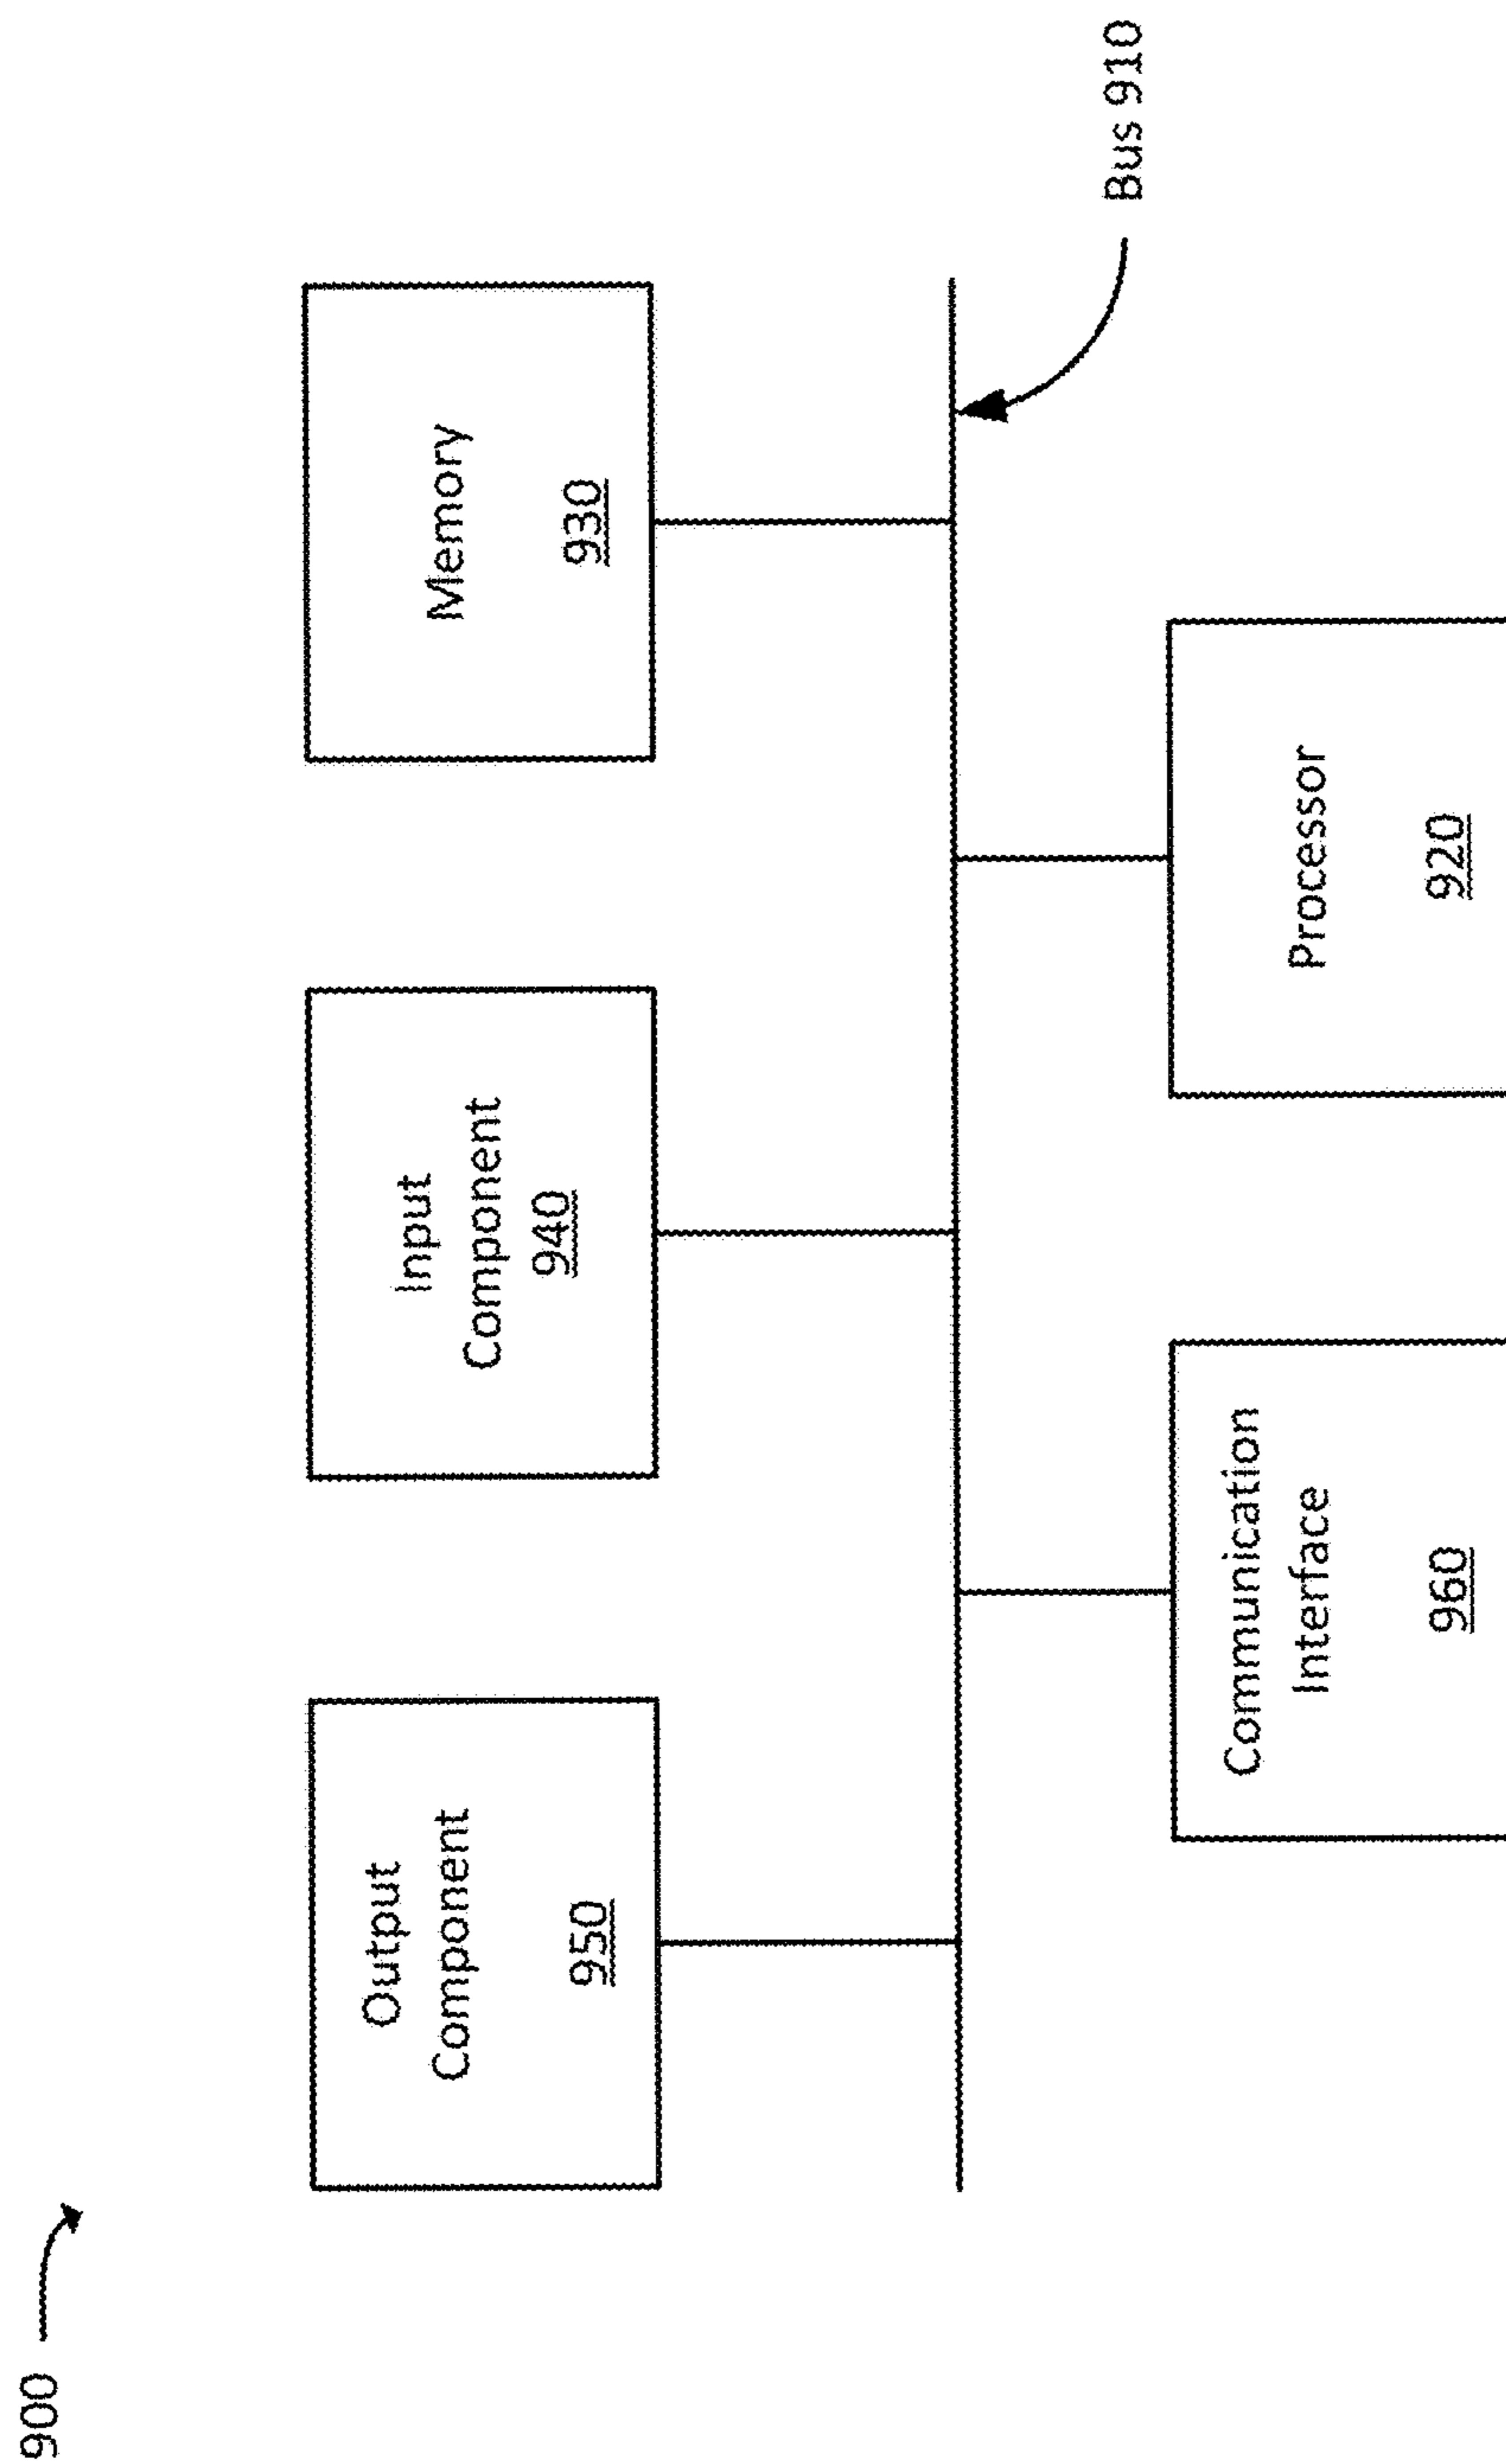 900
Output
Component
950
Input
Component
940
Memory
930
Bus 910
Communication
Interface
960
Processor
920